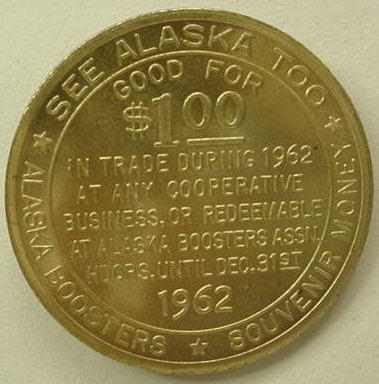 SEE ALASKA TOO
GOOD FOR
$1.00
IN TRADE DURING 1962
AT ANY COOPERATIVE
BUSINESS. OR REDEEMABLE
AT ALASKA BOOSTERS ASSN.
HDQRS. UNTIL DEC. 31ST
1962
★ ALASKA BOOSTERS ★ SOUVENIR MONEY ★